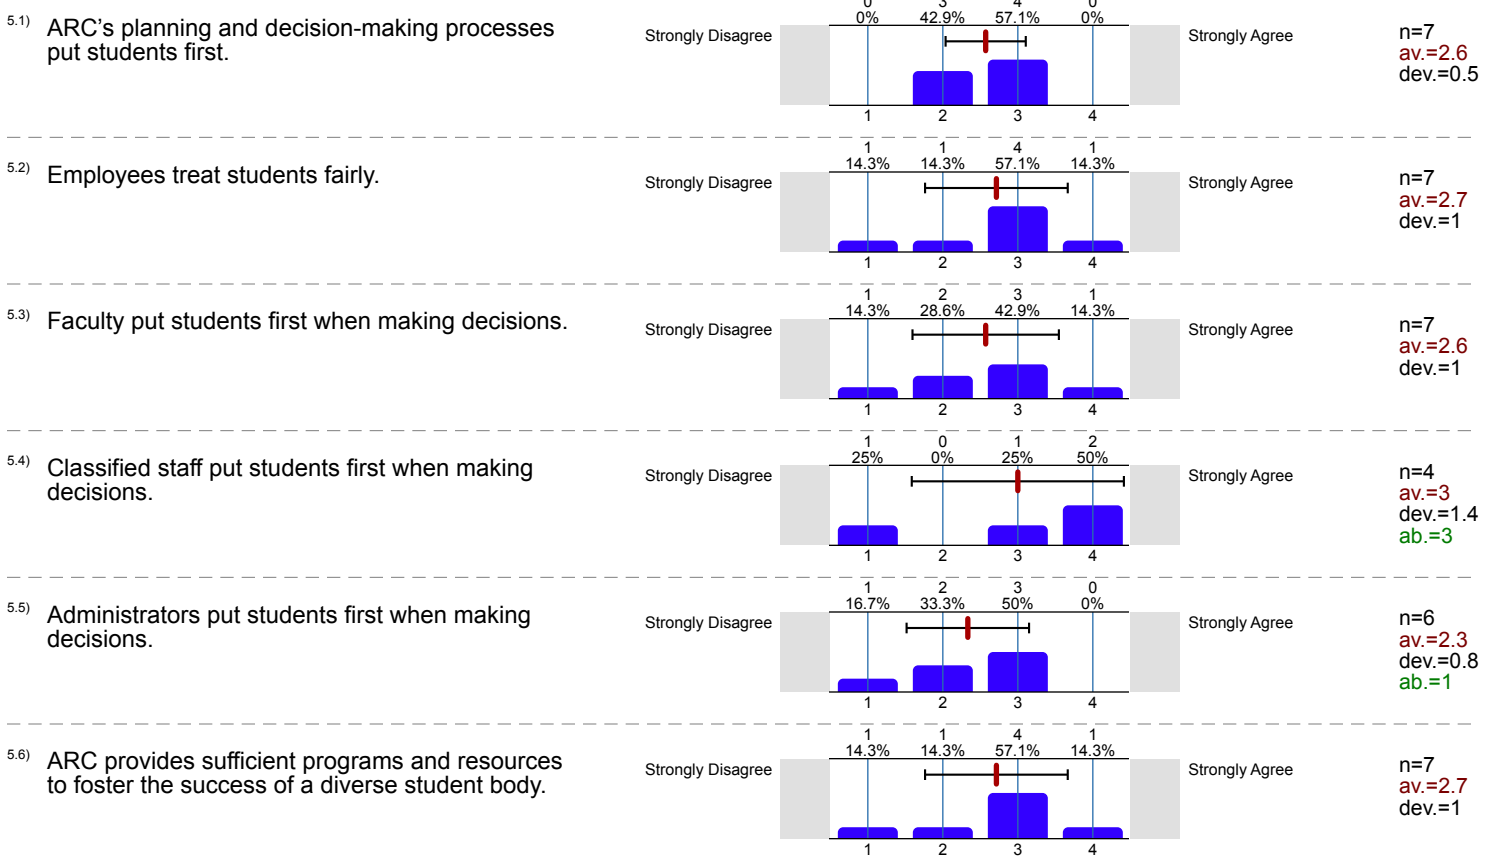 0 3 4 0
5.1) ARC’s planning and decision-making processes put students first.
0% 42.9% 57.1% 0%
Strongly Disagree Strongly Agree
n=7
av.=2.6
dev.=0.5
1 2 3 4
1 1 4 1
14.3% 14.3% 57.1% 14.3%
5.2) Employees treat students fairly.
Strongly Disagree Strongly Agree
n=7
av.=2.7
dev.=1
1 2 3 4
1 2 3 1
14.3% 28.6% 42.9% 14.3%
5.3) Faculty put students first when making decisions.
Strongly Disagree Strongly Agree
n=7
av.=2.6
dev.=1
1 2 3 4
1 0 1 2
25% 0% 25% 50%
5.4) Classified staff put students first when making
decisions.
Strongly Disagree Strongly Agree
n=4
av.=3
dev.=1.4
ab.=3
1 2 3 4
1 2 3 0
16.7% 33.3% 50% 0%
5.5) Administrators put students first when making
decisions.
Strongly Disagree Strongly Agree
n=6
av.=2.3
dev.=0.8
ab.=1
1 2 3 4
1 1 4 1
14.3% 14.3% 57.1% 14.3%
5.6) ARC provides sufficient programs and resources
to foster the success of a diverse student body.
Strongly Disagree Strongly Agree
n=7
av.=2.7
dev.=1
1 2 3 4